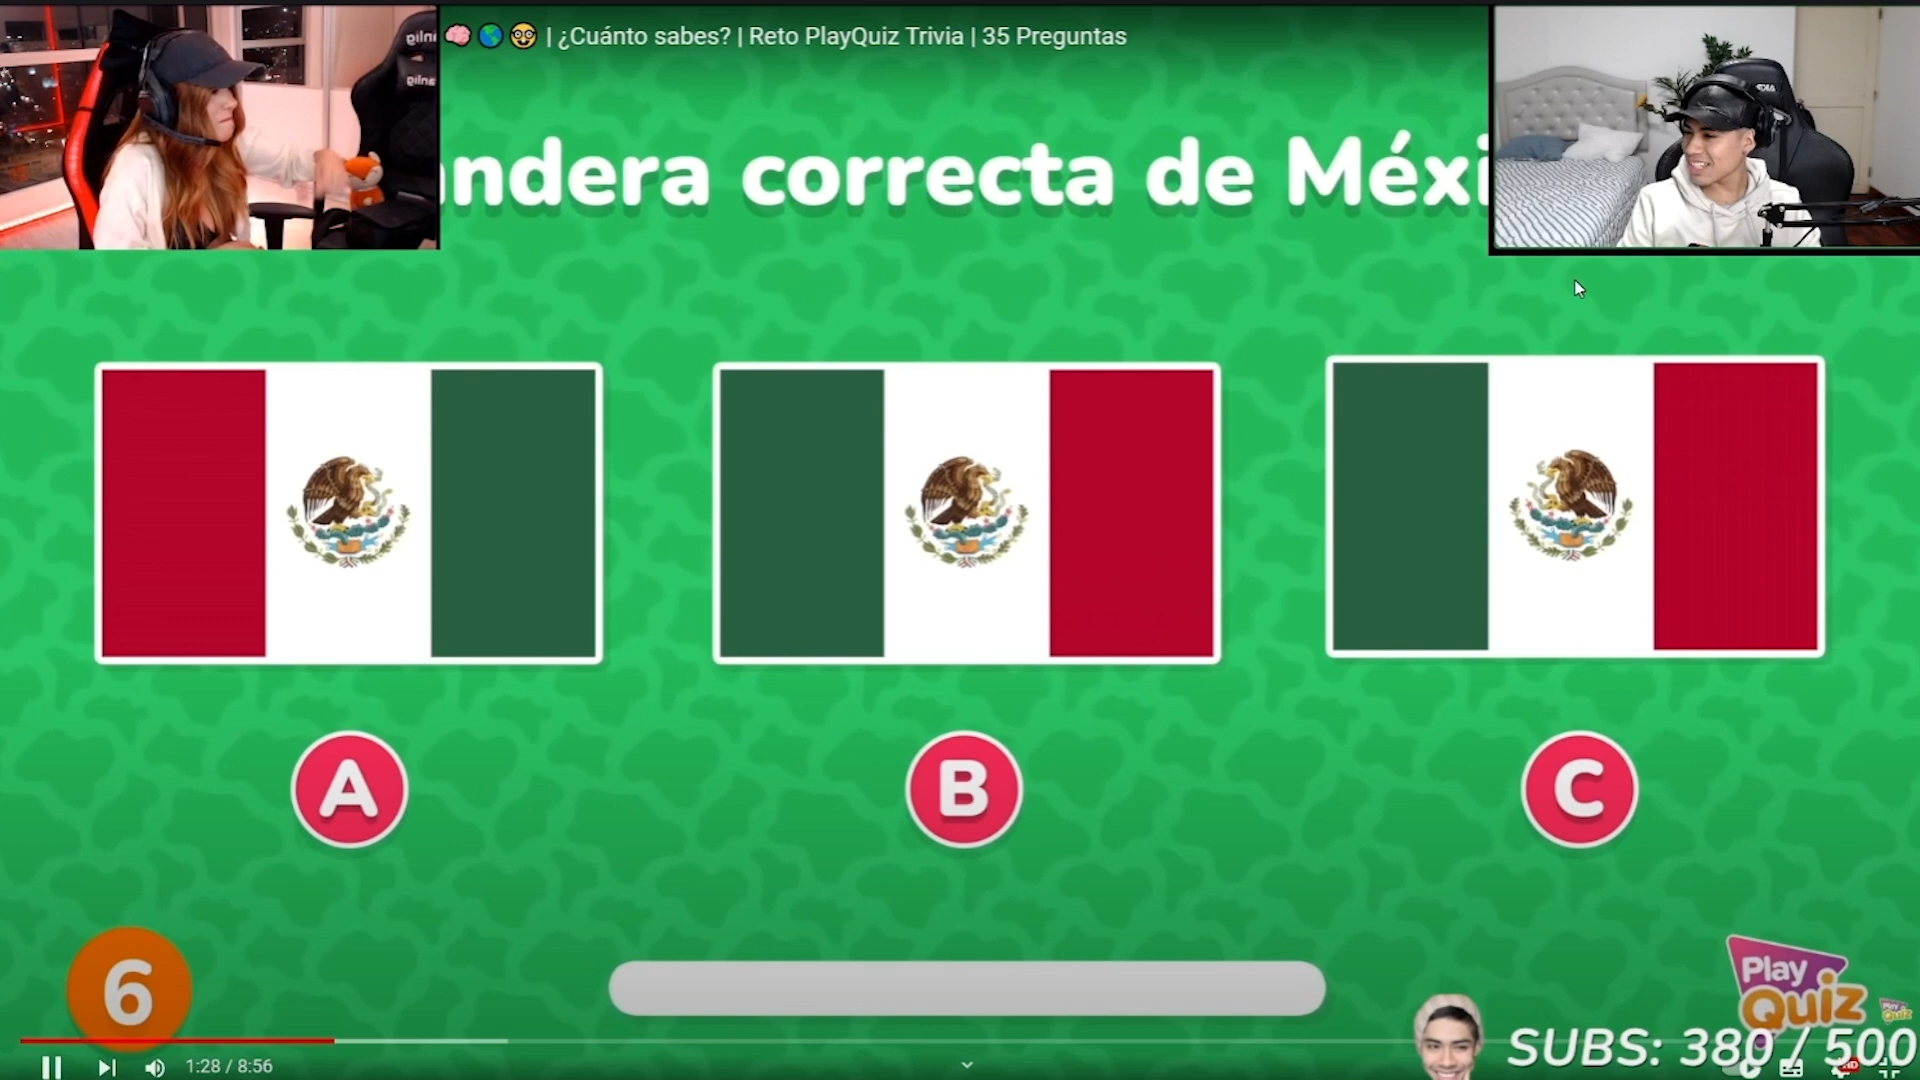 🧠🌎🤓 | ¿Cuánto sabes? | Reto PlayQuiz Trivia | 35 Preguntas
andera correcta de Méxi
A
B
C
6
Play
Quiz
SUBS: 380 / 500
1:28 / 8:56